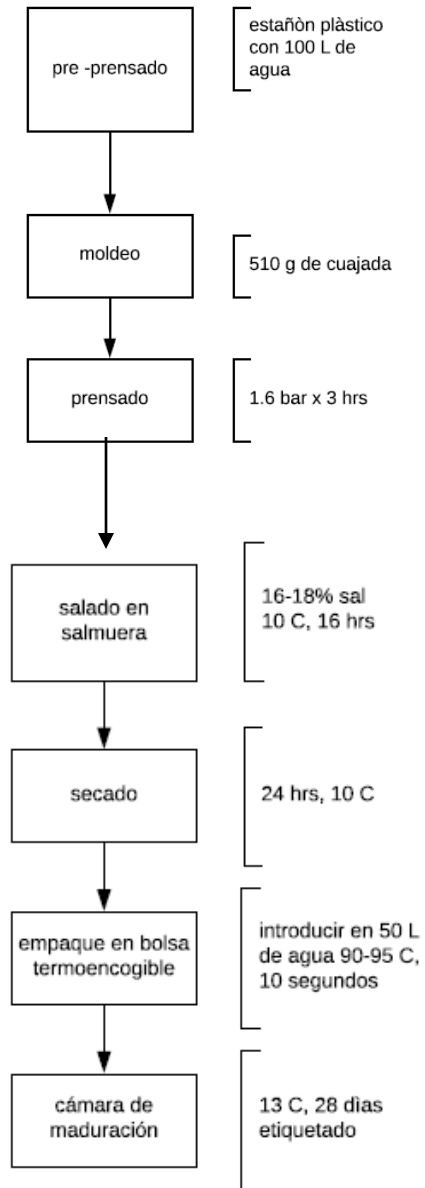 pre -prensado
estañòn plàstico
con 100 L de
agua
moldeo
510 g de cuajada
prensado
1.6 bar x 3 hrs
salado en
salmuera
16-18% sal
10 C, 16 hrs
secado
24 hrs, 10 C
empaque en bolsa
termoencogible
introducir en 50 L
de agua 90-95 C,
10 segundos
cámara de
maduración
13 C, 28 dìas
etiquetado